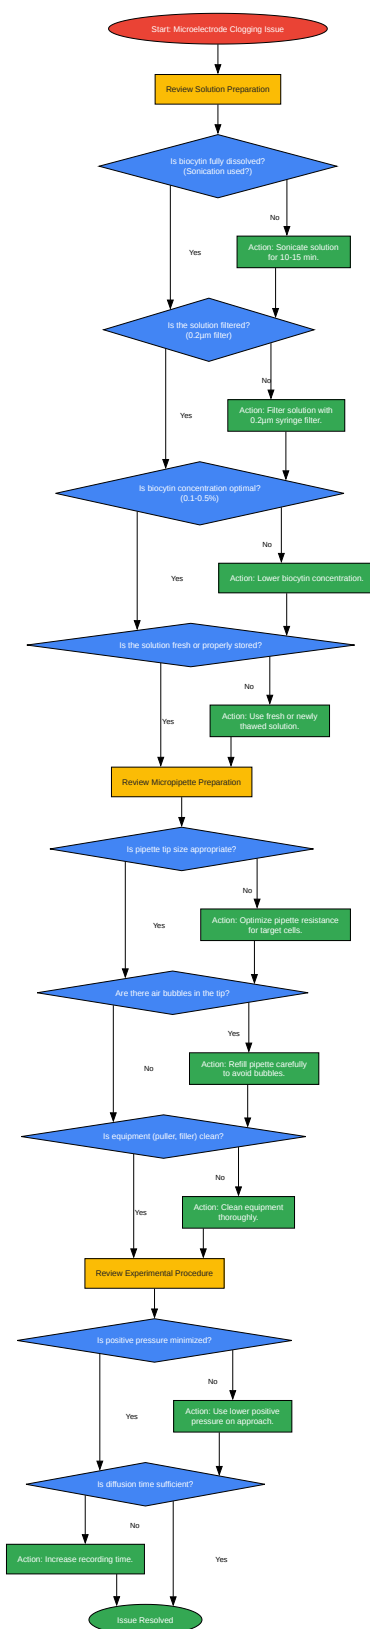 Start: Microelectrode Clogging Issue
Review Solution Preparation
Is biocytin fully dissolved?
(Sonication used?)
No
Yes
Action: Sonicate solution
for 10-15 min.
Is the solution filtered?
(0.2µm filter)
No
Yes
Action: Filter solution with
0.2µm syringe filter.
Is biocytin concentration optimal?
(0.1-0.5%)
No
Yes
Action: Lower biocytin concentration.
Is the solution fresh or properly stored?
No
Yes
Action: Use fresh or newly
thawed solution.
Review Micropipette Preparation
Is pipette tip size appropriate?
No
Yes
Action: Optimize pipette resistance
for target cells.
Are there air bubbles in the tip?
Yes
No
Action: Refill pipette carefully
to avoid bubbles.
Is equipment (puller, filler) clean?
No
Yes
Action: Clean equipment
thoroughly.
Review Experimental Procedure
Is positive pressure minimized?
No
Yes
Action: Use lower positive
pressure on approach.
Is diffusion time sufficient?
No
Yes
Action: Increase recording time.
Issue Resolved